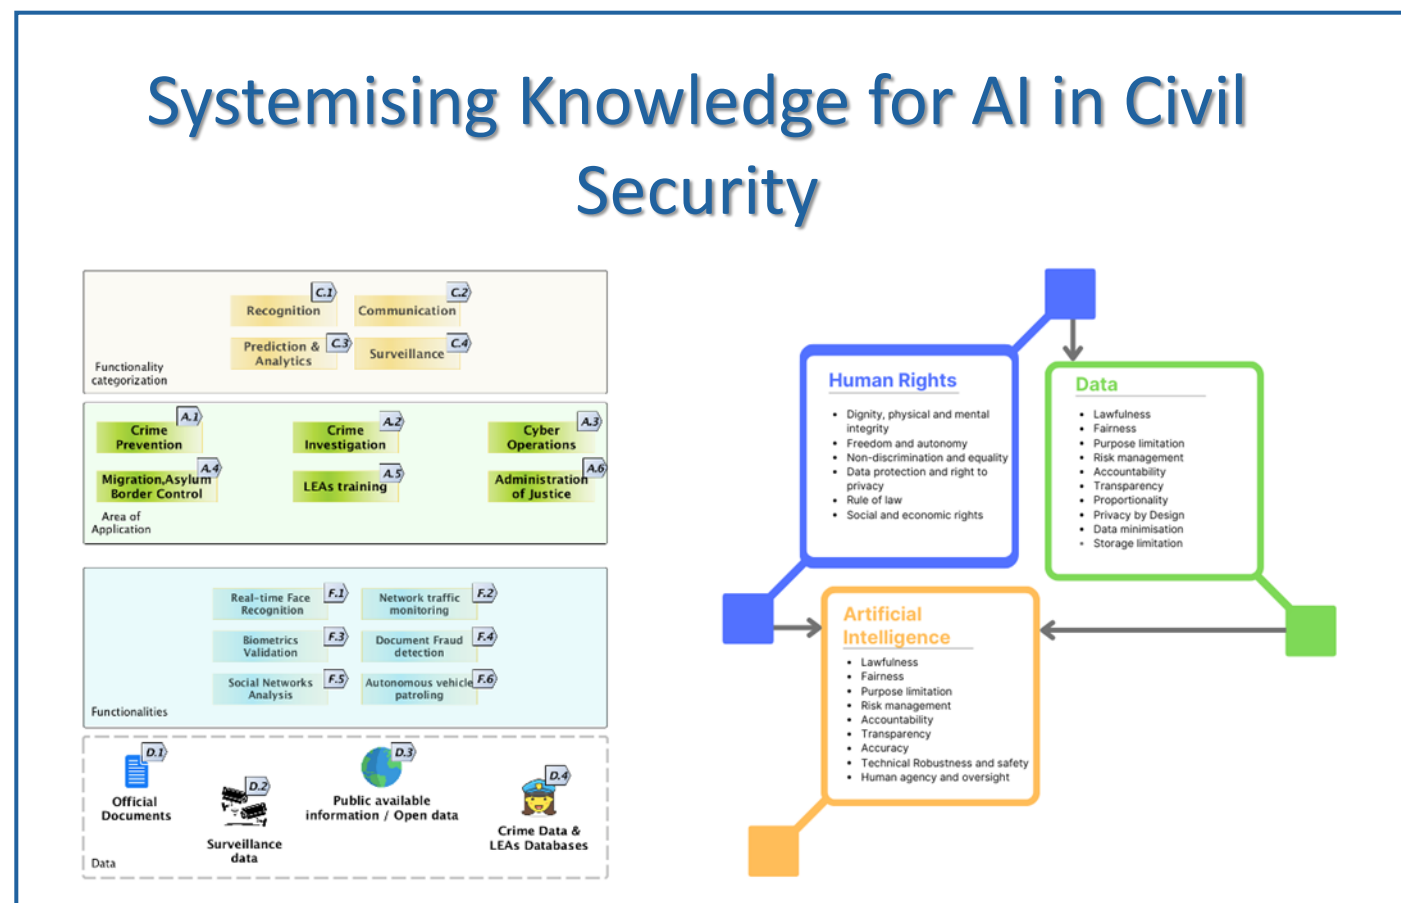 Systemising Knowledge for AI in Civil
Security
C.1
Recognition
C.2
Communication
C.3
Prediction &
Analytics
C.4
Surveillance
Functionality
categorization
A.1
Crime
Prevention
A.2
Crime
Investigation
A.3
Cyber
Operations
A.4
Migration,Asylum
Border Control
A.5
LEAs training
A.6
Administration
of Justice
Area of
Application
F.1
Real-time Face
Recognition
F.2
Network traffic
monitoring
F.3
Biometrics
Validation
F.4
Document Fraud
detection
F.5
Social Networks
Analysis
F.6
Autonomous vehicle
patroling
Functionalities
D.1
Official
Documents
D.2
Surveillance
data
D.3
Public available
information / Open data
D.4
Crime Data &
LEAs Databases
Data
Human Rights
• Dignity, physical and mental
integrity
• Freedom and autonomy
• Non-discrimination and equality
• Data protection and right to
privacy
• Rule of law
• Social and economic rights
Data
• Lawfulness
• Fairness
• Purpose limitation
• Risk management
• Accountability
• Transparency
• Proportionality
• Privacy by Design
• Data minimisation
• Storage limitation
Artificial
Intelligence
• Lawfulness
• Fairness
• Purpose limitation
• Risk management
• Accountability
• Transparency
• Accuracy
• Technical Robustness and safety
• Human agency and oversight